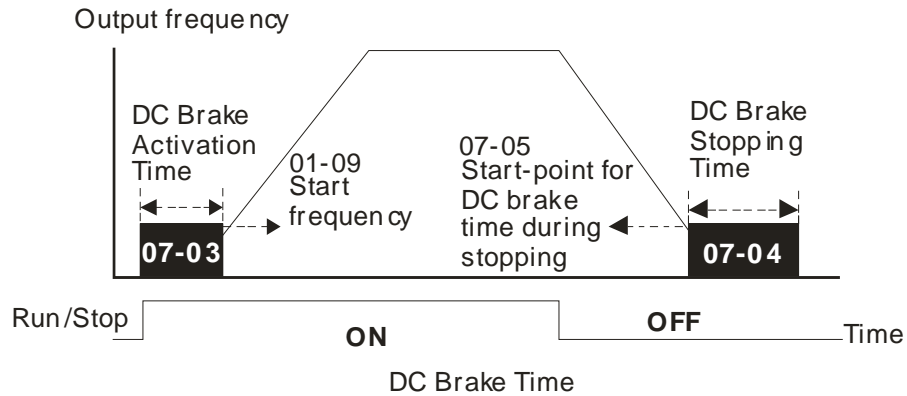 Output frequency
DC Brake
Activation
Time
01-09
Start
frequency
07-05
Start-point for
DC brake
time during
stopping
DC Brake
Stopping
Time
07-03
07-04
Run/Stop
ON
OFF
Time
DC Brake Time